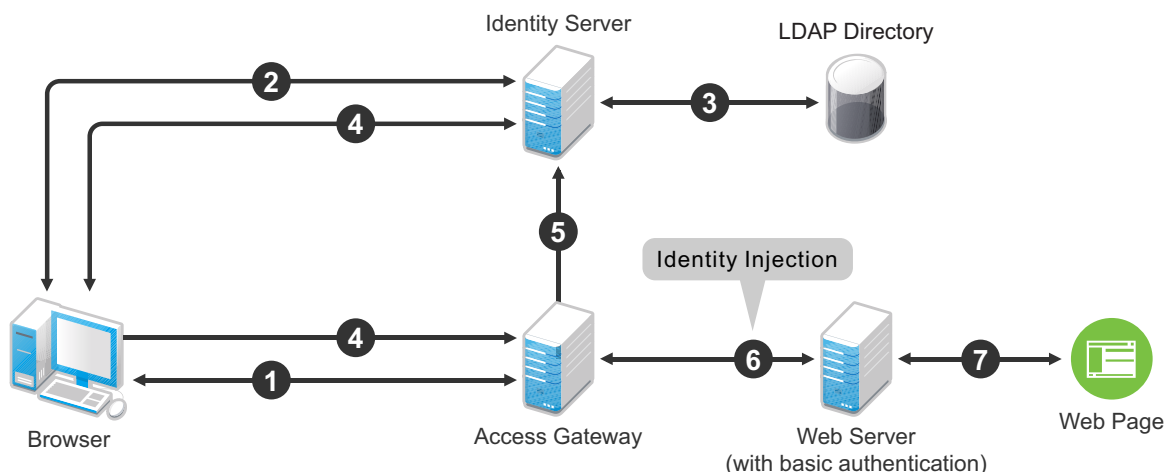 Identity Server
LDAP Directory
2
4
3
5
Identity Injection
4
6
7
1
Browser
Access Gateway
Web Server
(with basic authentication)
Web Page